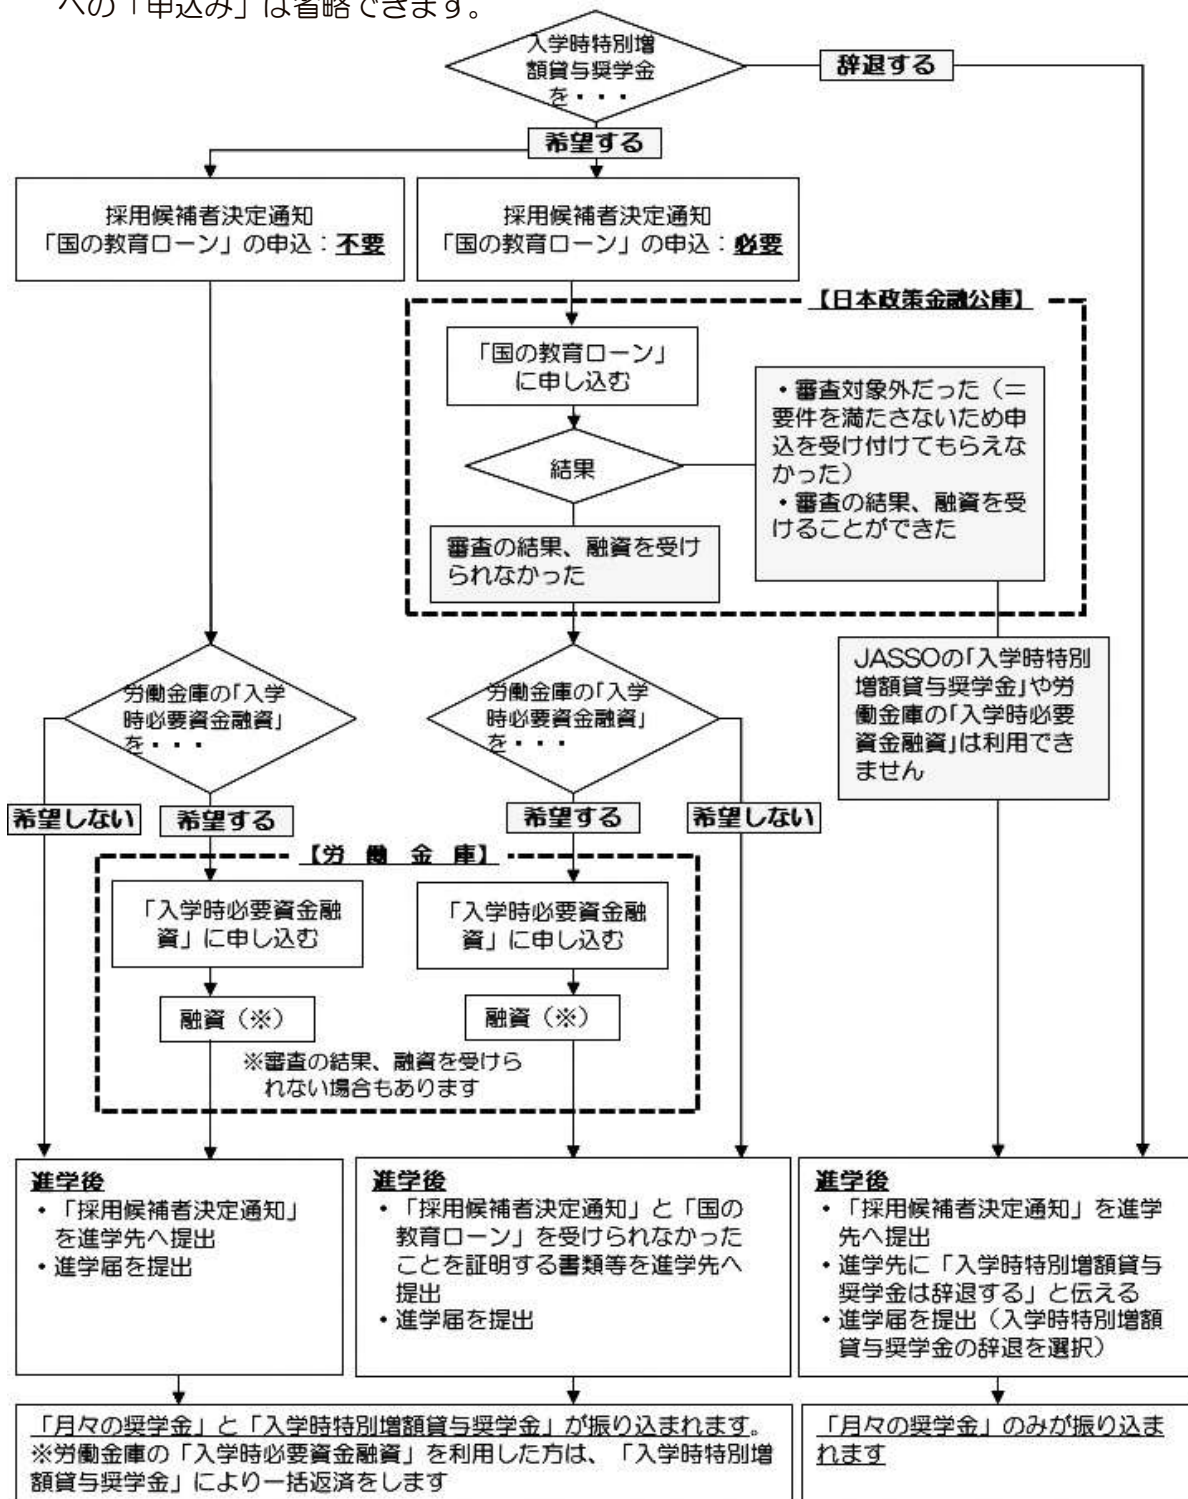 への「申込み」は省略できます。
入学時特別増
額貸与奨学金
を・・・
辞退する
希望する
採用候補者決定通知
「国の教育ローン」の申込：不要
採用候補者決定通知
「国の教育ローン」の申込：必要
【日本政策金融公庫】
「国の教育ローン」
に申し込む
結果
・審査対象外だった（＝
要件を満たさないため申
込を受け付けてもらえな
かった）
・審査の結果、融資を受
けることができた
審査の結果、融資を受け
られなかった
JASSOの「入学時特別
増額貸与奨学金」や労
働金庫の「入学時必要
資金融資」は利用でき
ません
労働金庫の「入学
時必要資金融資」
を・・・
労働金庫の「入学
時必要資金融資」
を・・・
希望しない
希望する
希望する
希望しない
【労 働 金 庫】
「入学時必要資金融
資」に申し込む
「入学時必要資金融
資」に申し込む
融資（※）
融資（※）
※審査の結果、融資を受けら
れない場合もあります
進学後
・「採用候補者決定通知」
を進学先へ提出
・進学届を提出
進学後
・「採用候補者決定通知」と「国の
教育ローン」を受けられなかった
ことを証明する書類等を進学先へ
提出
・進学届を提出
進学後
・「採用候補者決定通知」を進学
先へ提出
・進学先に「入学時特別増額貸与
奨学金は辞退する」と伝える
・進学届を提出（入学時特別増額
貸与奨学金の辞退を選択）
「月々の奨学金」と「入学時特別増額貸与奨学金」が振り込まれます。
※労働金庫の「入学時必要資金融資」を利用した方は、「入学時特別増
額貸与奨学金」により一括返済をします
「月々の奨学金」のみが振り込ま
れます